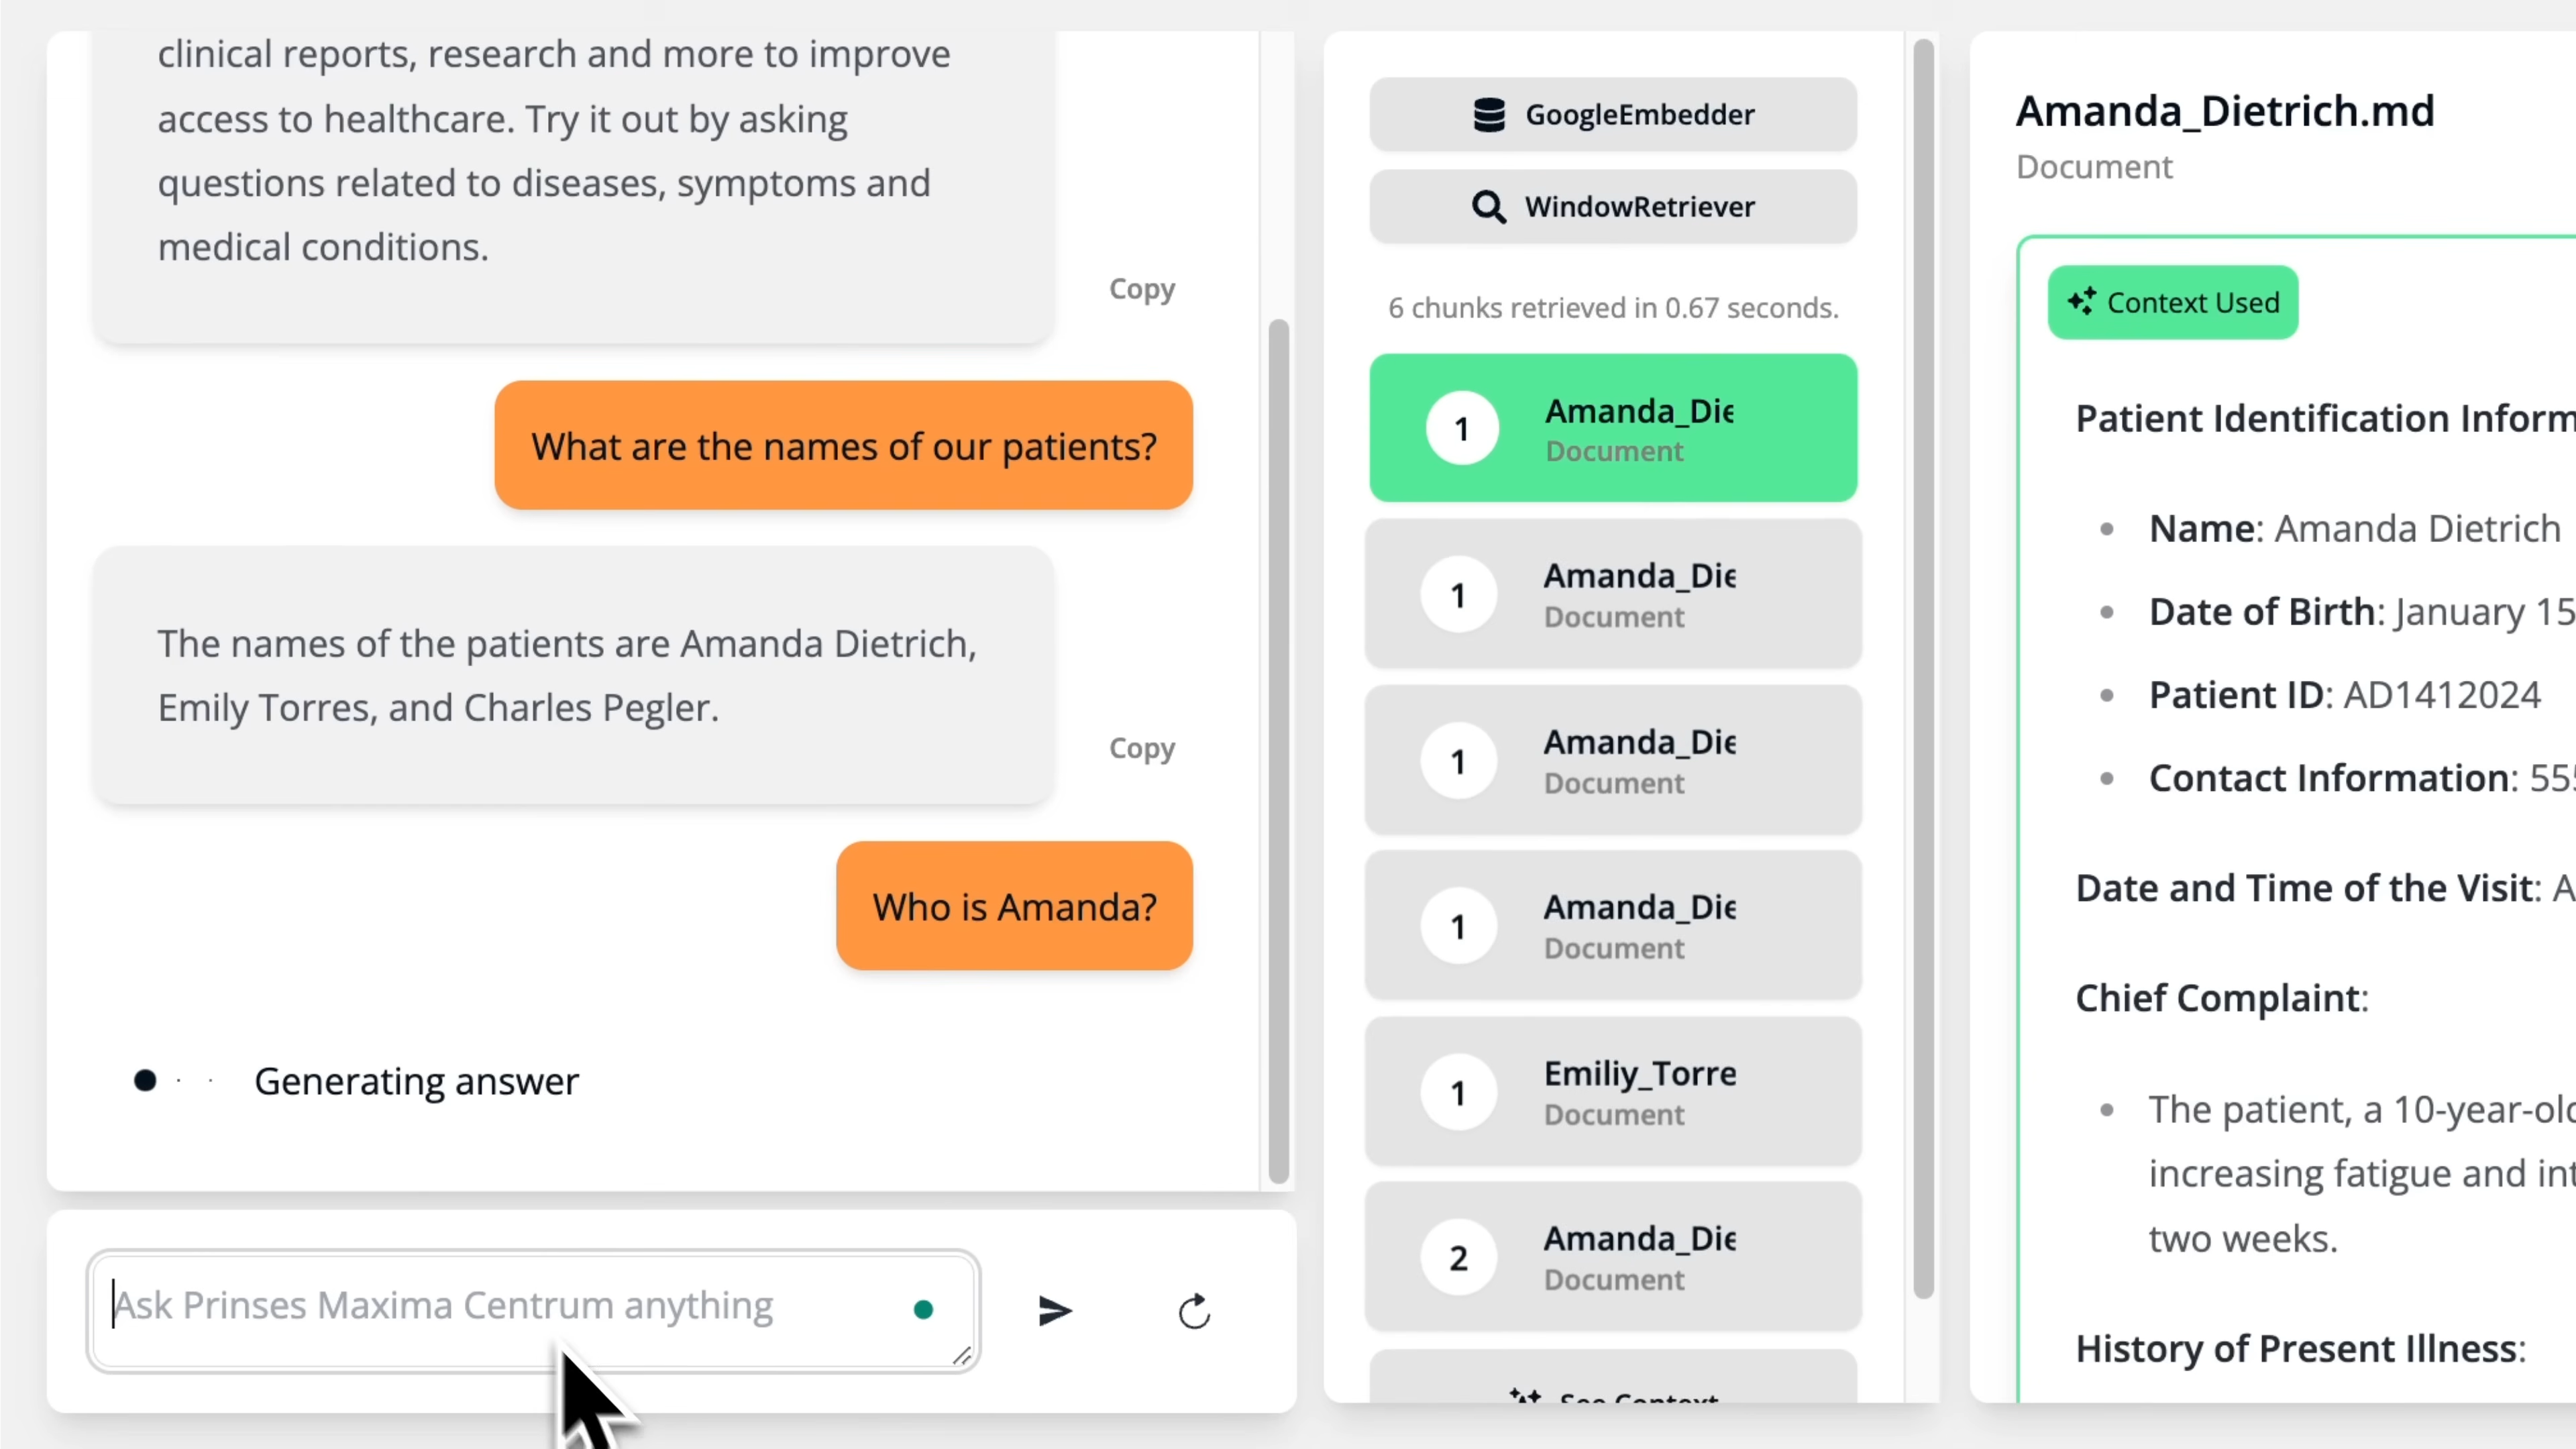 clinical reports, research and more to improve
access to healthcare. Try it out by asking
questions related to diseases, symptoms and
medical conditions.
Copy
What are the names of our patients?
The names of the patients are Amanda Dietrich,
Emily Torres, and Charles Pegler.
Copy
Who is Amanda?
Generating answer
Ask Prinses Maxima Centrum anything
GoogleEmbedder
WindowRetriever
6 chunks retrieved in 0.67 seconds.
1 Amanda_Die
Document
1 Amanda_Die
Document
1 Amanda_Die
Document
1 Amanda_Die
Document
1 Emiliy_Torre
Document
2 Amanda_Die
Document
See Context
Amanda_Dietrich.md
Document
Context Used
Patient Identification Inform
Name: Amanda Dietrich
Date of Birth: January 15
Patient ID: AD1412024
Contact Information: 55
Date and Time of the Visit: A
Chief Complaint:
The patient, a 10-year-old
increasing fatigue and int
two weeks.
History of Present Illness: